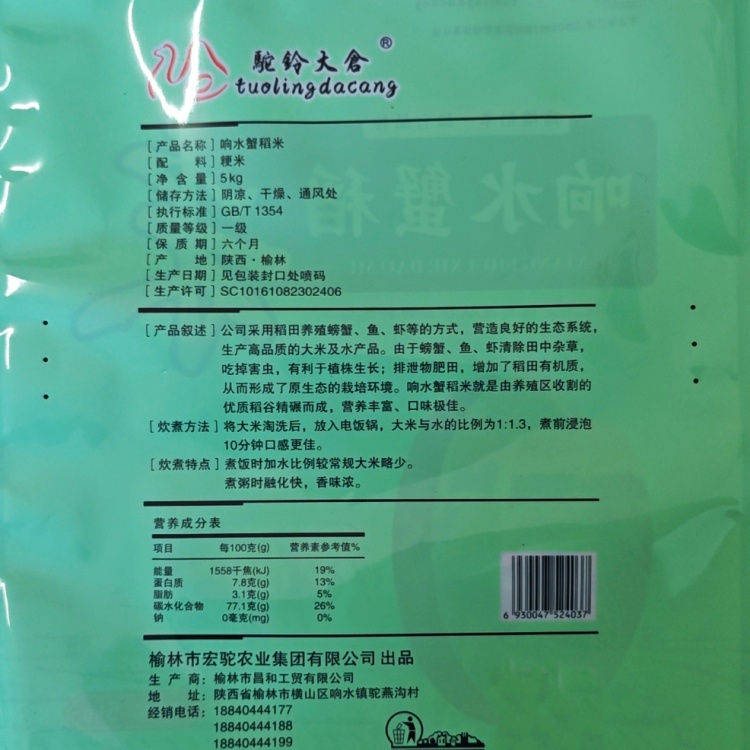 駝鈴大倉®
tuolingdacang
[产品名称] 响水蟹稻米
[配 料] 粳米
[净 含 量] 5kg
[储存方法] 阴凉、干燥、通风处
[执行标准] GB/T 1354
[质量等级] 一级
[保 质 期] 六个月
[产 地] 陕西·榆林
[生产日期] 见包装封口处喷码
[生产许可] SC10161082302406
[产品叙述] 公司采用稻田养殖螃蟹、鱼、虾等的方式，营造良好的生态系统，
生产高品质的大米及水产品。由于螃蟹、鱼、虾清除田中杂草，
吃掉害虫，有利于植株生长；排泄物肥田，增加了稻田有机质，
从而形成了原生态的栽培环境。响水蟹稻米就是由养殖区收割的
优质稻谷精碾而成，营养丰富、口味极佳。
[炊煮方法] 将大米淘洗后，放入电饭锅，大米与水的比例为1:1.3，煮前浸泡
10分钟口感更佳。
[炊煮特点] 煮饭时加水比例较常规大米略少。
煮粥时融化快，香味浓。
营养成分表
项目 每100克(g) 营养素参考值%
能量 1558千焦(kJ) 19%
蛋白质 7.8克(g) 13%
脂肪 3.1克(g) 5%
碳水化合物 77.1克(g) 26%
钠 0毫克(mg) 0%
6 930047 524037
榆林市宏驼农业集团有限公司 出品
生 产 商：榆林市昌和工贸有限公司
地 址：陕西省榆林市横山区响水镇驼燕沟村
经销电话：18840444177
18840444188
18840444199
响水蟹稻